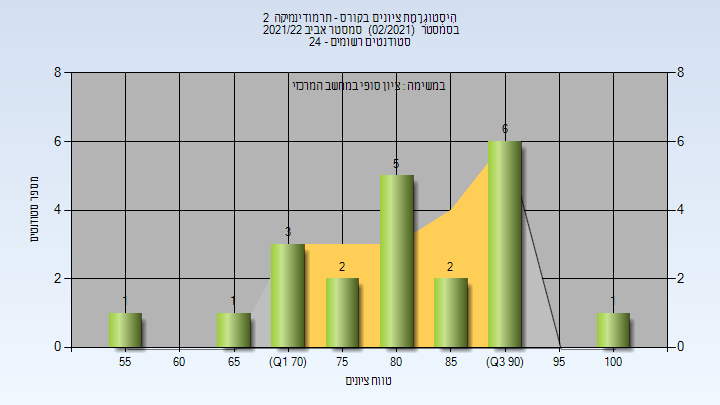 היסטוגרמת ציונים בקורס - תרמודינמיקה 2
בסמסטר (02/2021) סמסטר אביב 2021/22
סטודנטים רשומים - 24
במשימה : ציון סופי במחשב המרכזי
מספר סטודנטים
8 8
6 6
4 4
2 2
0 0
1 1 3 2 5 2 6 1
55 60 65 (Q1 70) 75 80 85 (Q3 90) 95 100
טווח ציונים